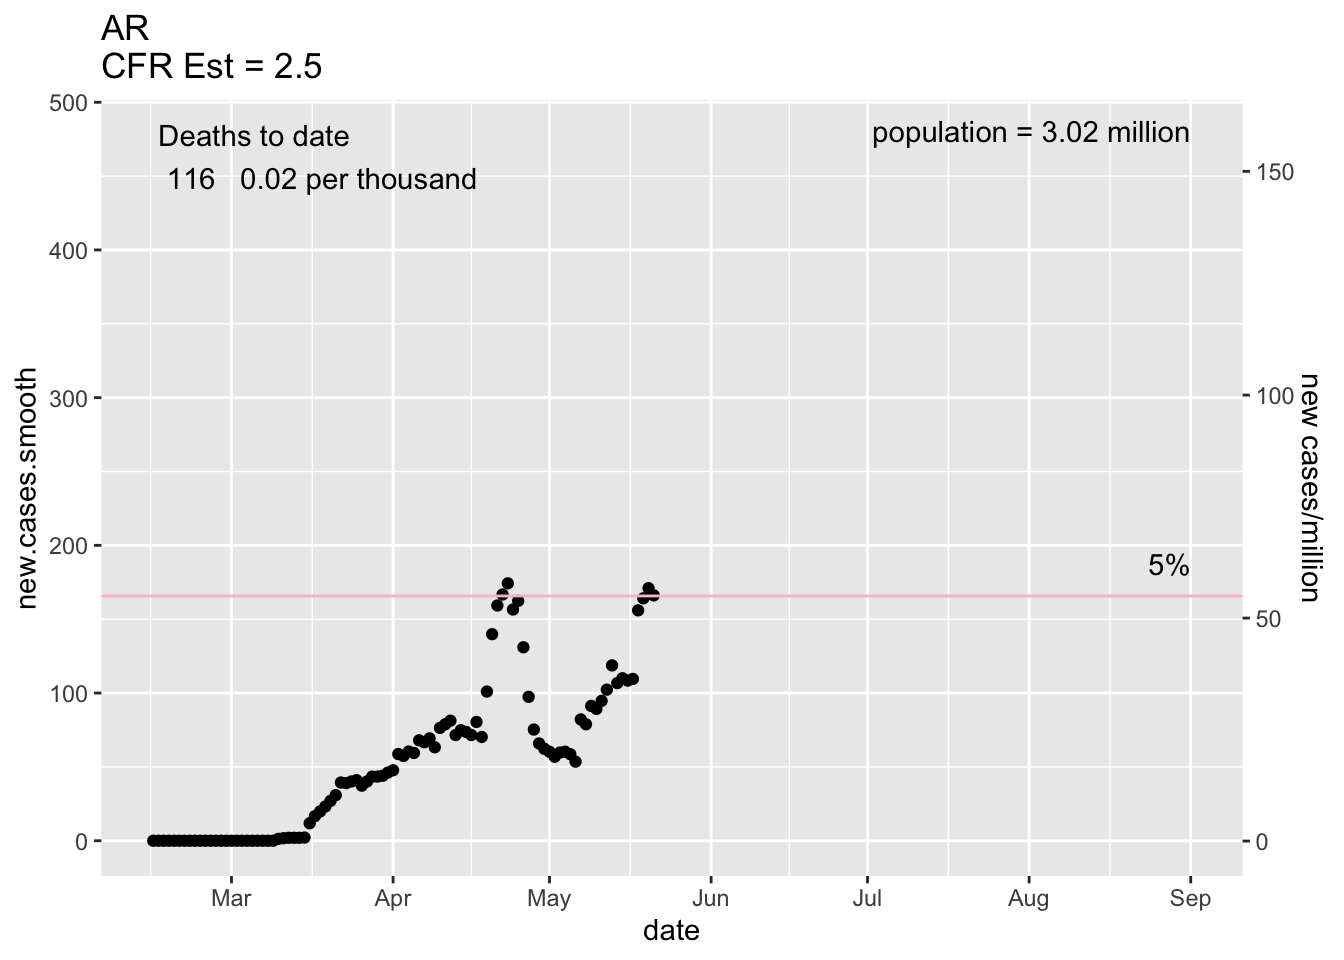 AR
CFR Est = 2.5
Deaths to date
116 0.02 per thousand
population = 3.02 million
500
400
300
200
100
0
new.cases.smooth
150
100
50
0
new cases/million
5%
Mar Apr May Jun Jul Aug Sep
date